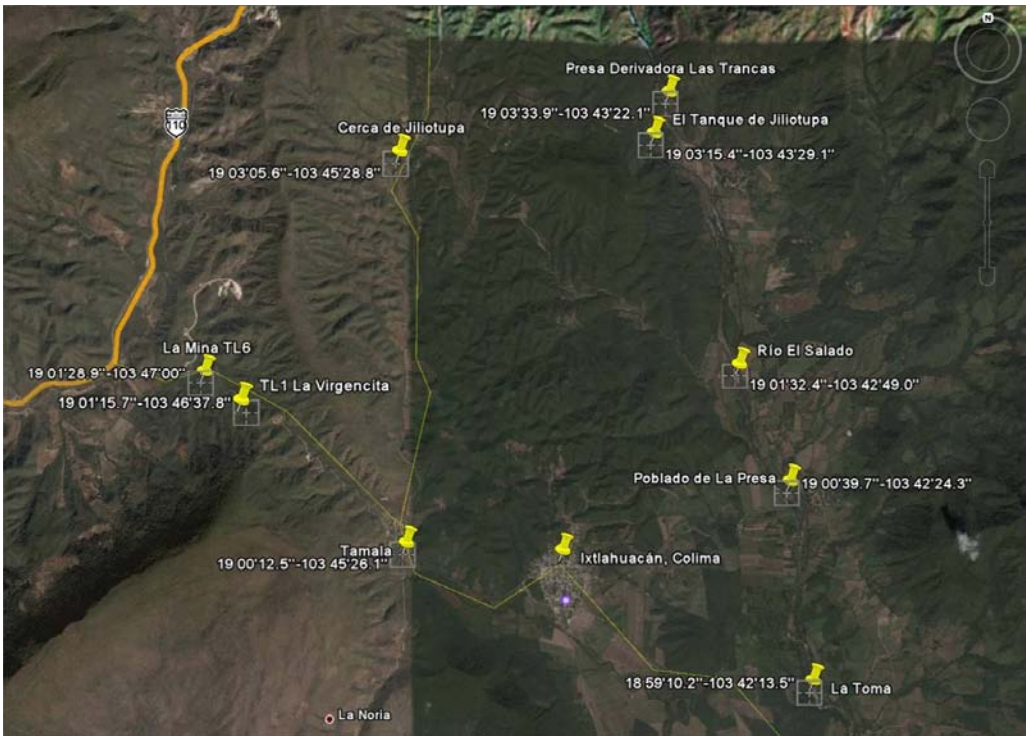 N
Presa Derivadora Las Trancas
19 03'33.9"-103 43'22.1"
El Tanque de Jiliotupa
110
Cerca de Jiliotupa
19 03'15.4"-103 43'29.1"
19 03'05.6"-103 45'28.8"
La Mina TL6
Río El Salado
19 01'28.9"-103 47'00"
TL1 La Virgencita
19 01'32.4"-103 42'49.0"
19 01'15.7"-103 46'37.8"
Poblado de La Presa
19 00'39.7"-103 42'24.3"
Tamala
Ixtlahuacán, Colima
19 00'12.5"-103 45'26.1"
18 59'10.2"-103 42'13.5"
La Toma
La Noria